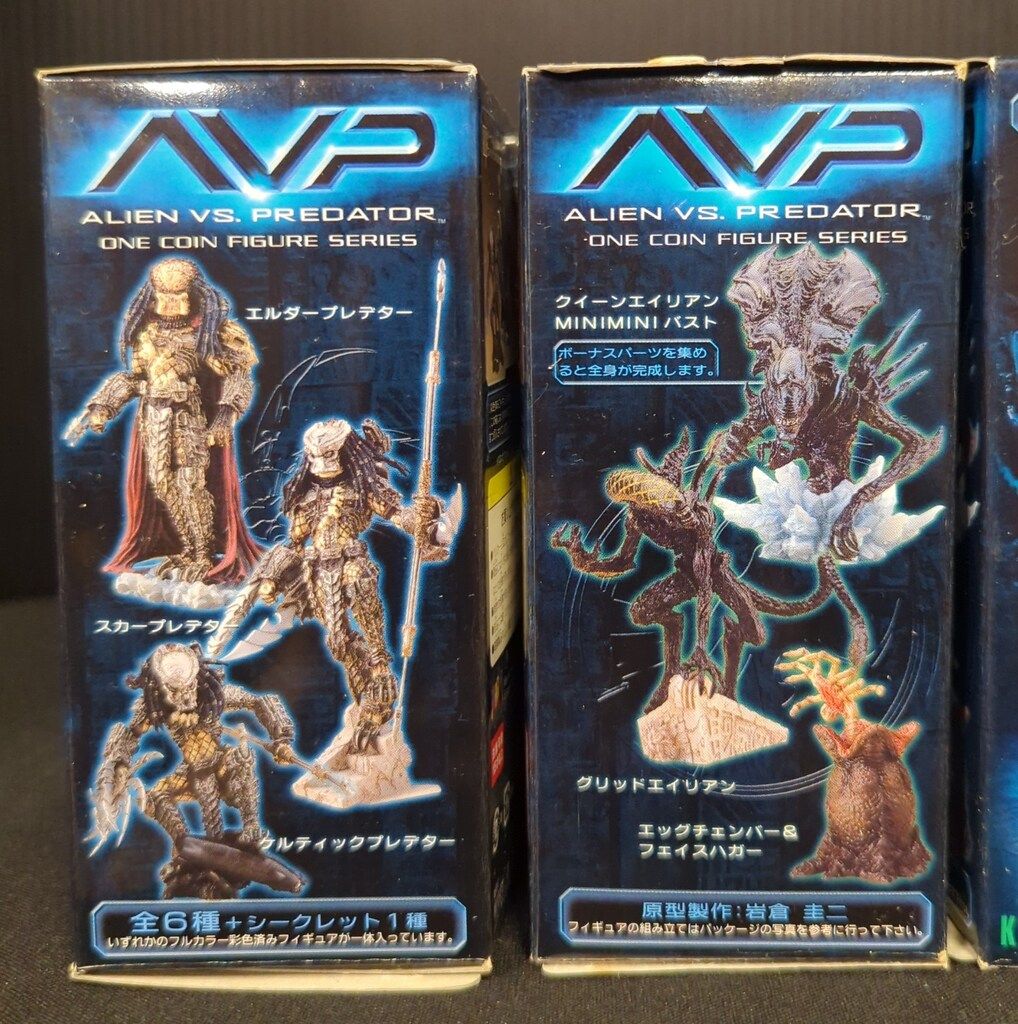 AVP
ALIEN VS. PREDATOR™
ONE COIN FIGURE SERIES
エルダープレデター
スカープレデター
ケルティックプレデター
全6種+シークレット1種
いずれかのフルカラー彩色済みフィギュアが一体入っています。
AVP
ALIEN VS. PREDATOR™
ONE COIN FIGURE SERIES
クイーンエイリアン
MINIMINIバスト
ボーナスパーツを集め
ると全身が完成します。
グリッドエイリアン
エッグチェンバー&
フェイスハガー
原型製作:岩倉 圭二
フィギュアの組み立てはパッケージの写真を参考に行って下さい。
K